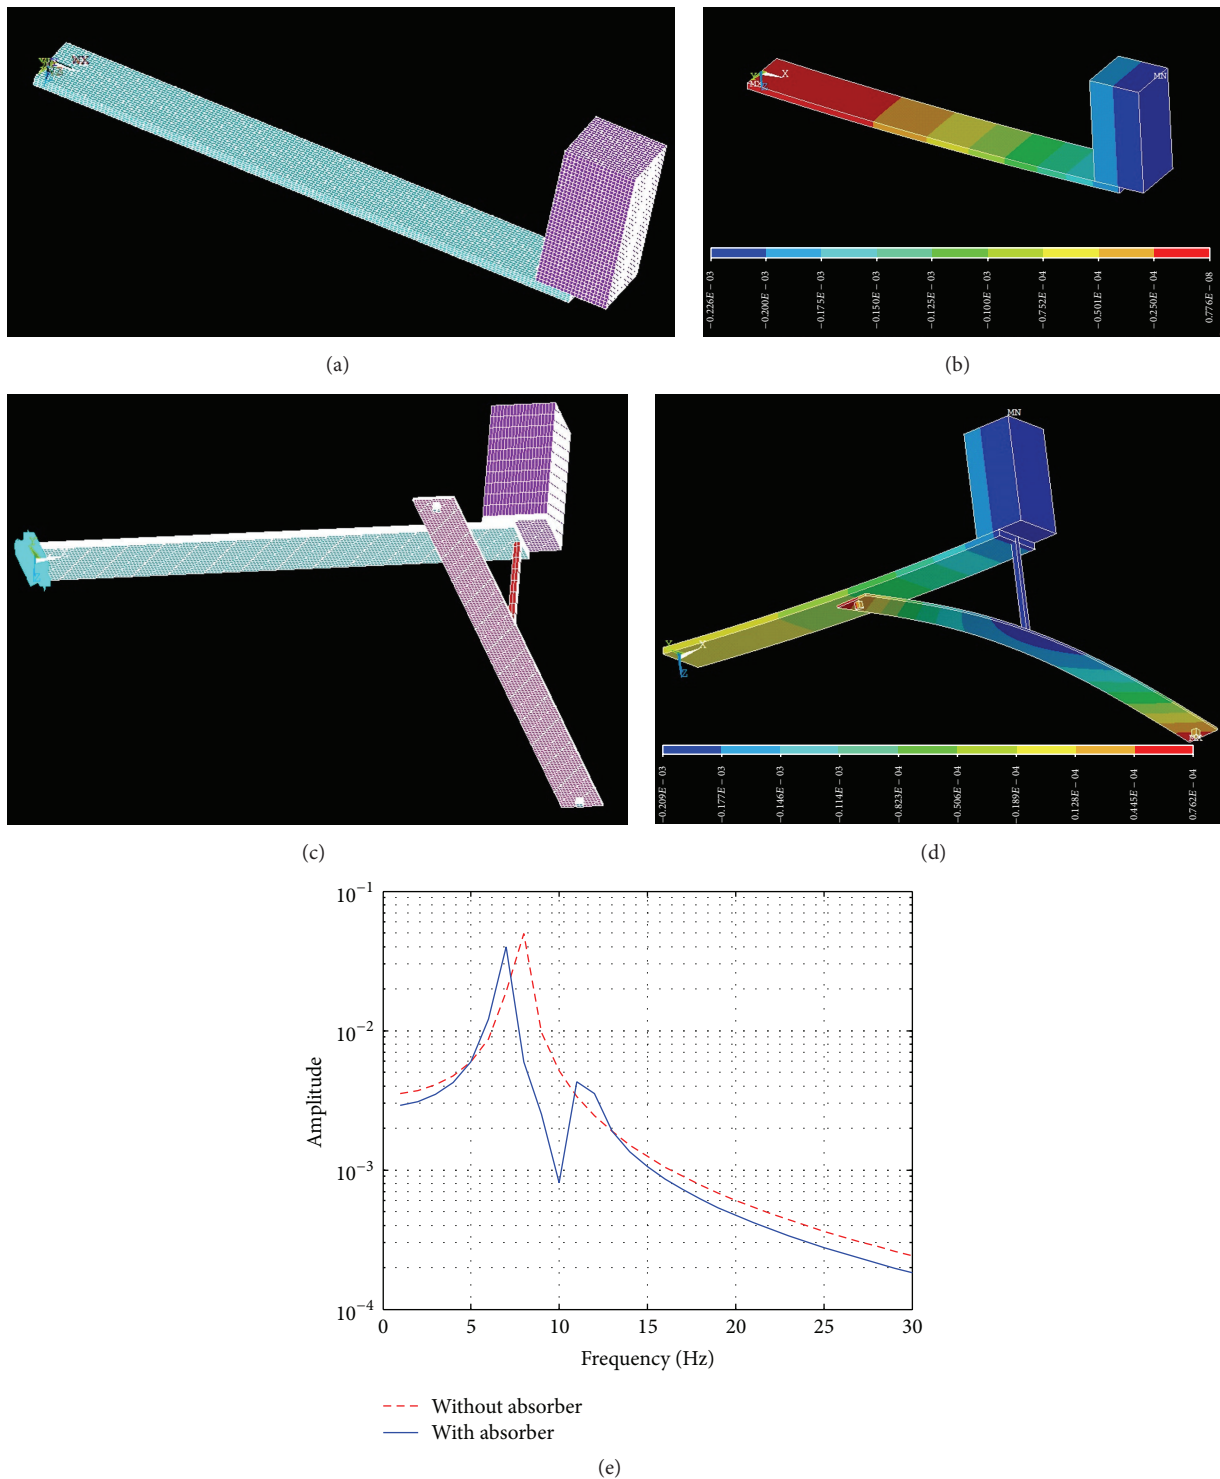 WX
(a)
X
MN
-0.226E - 03
-0.200E - 03
-0.175E - 03
-0.150E - 03
-0.125E - 03
-0.100E - 03
-0.752E - 04
-0.501E - 04
-0.250E - 04
0.776E - 08
(b)
(c)
MN
Y
X
Z
MX
-0.209E - 03
-0.177E - 03
-0.146E - 03
-0.114E - 03
-0.823E - 04
-0.506E - 04
-0.189E - 04
0.128E - 04
0.445E - 04
0.762E - 04
(d)
10−1
10−2
10−3
10−4
Amplitude
0 5 10 15 20 25 30
Frequency (Hz)
Without absorber
With absorber
(e)